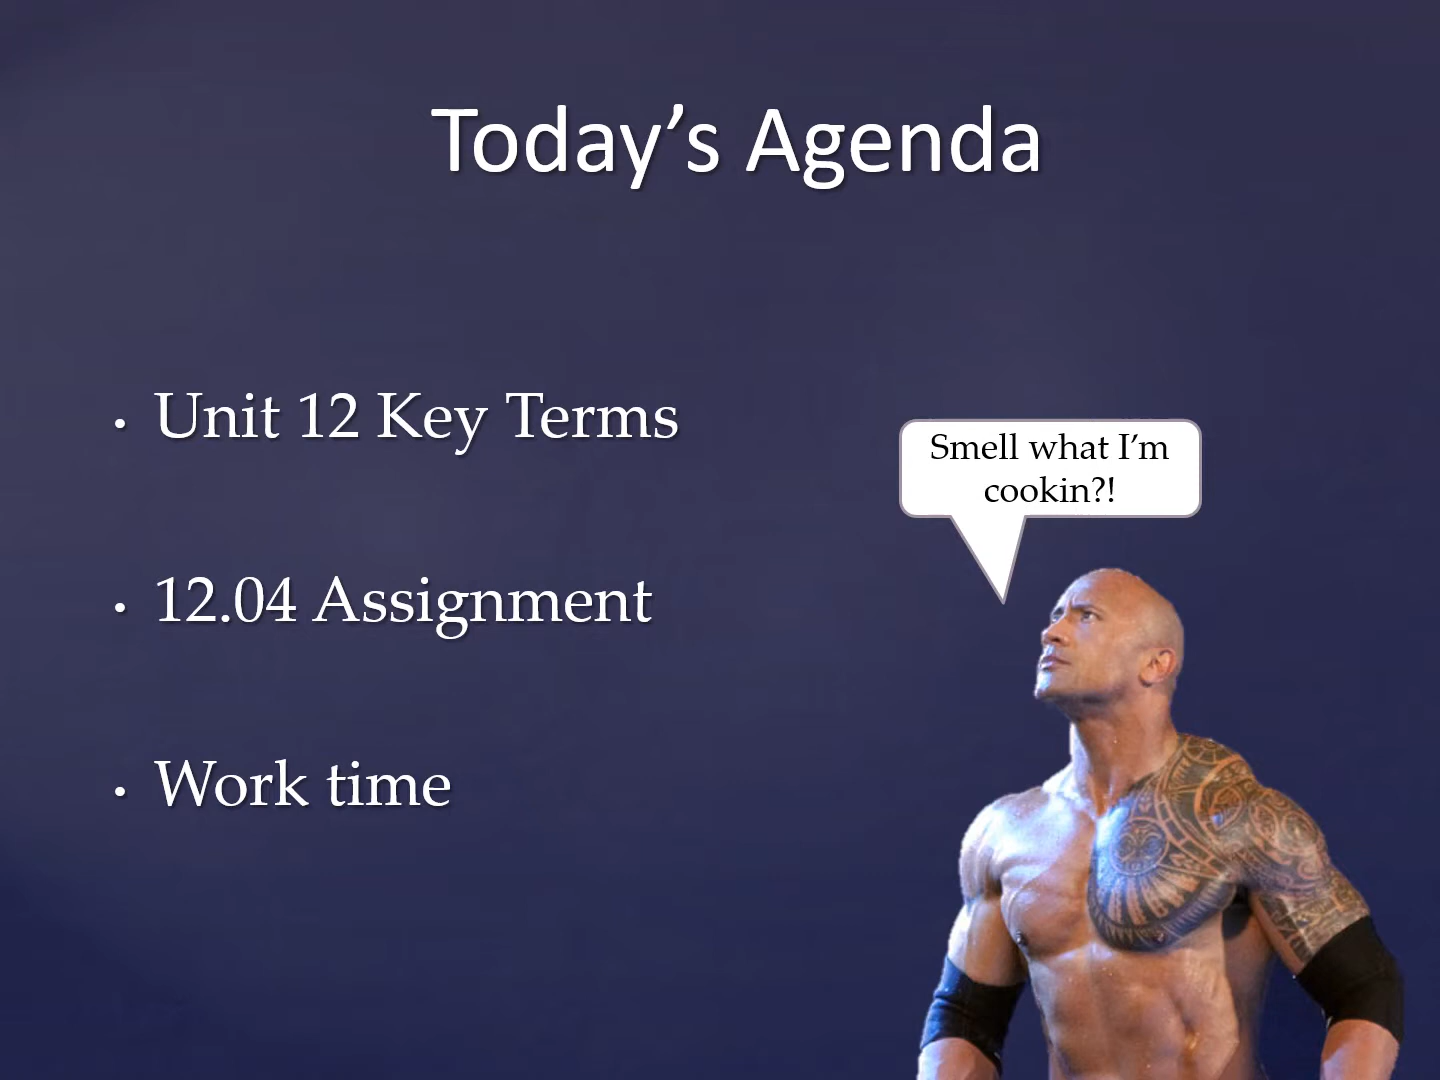 Today’s Agenda
• Unit 12 Key Terms
• 12.04 Assignment
• Work time
Smell what I’m
cookin?!